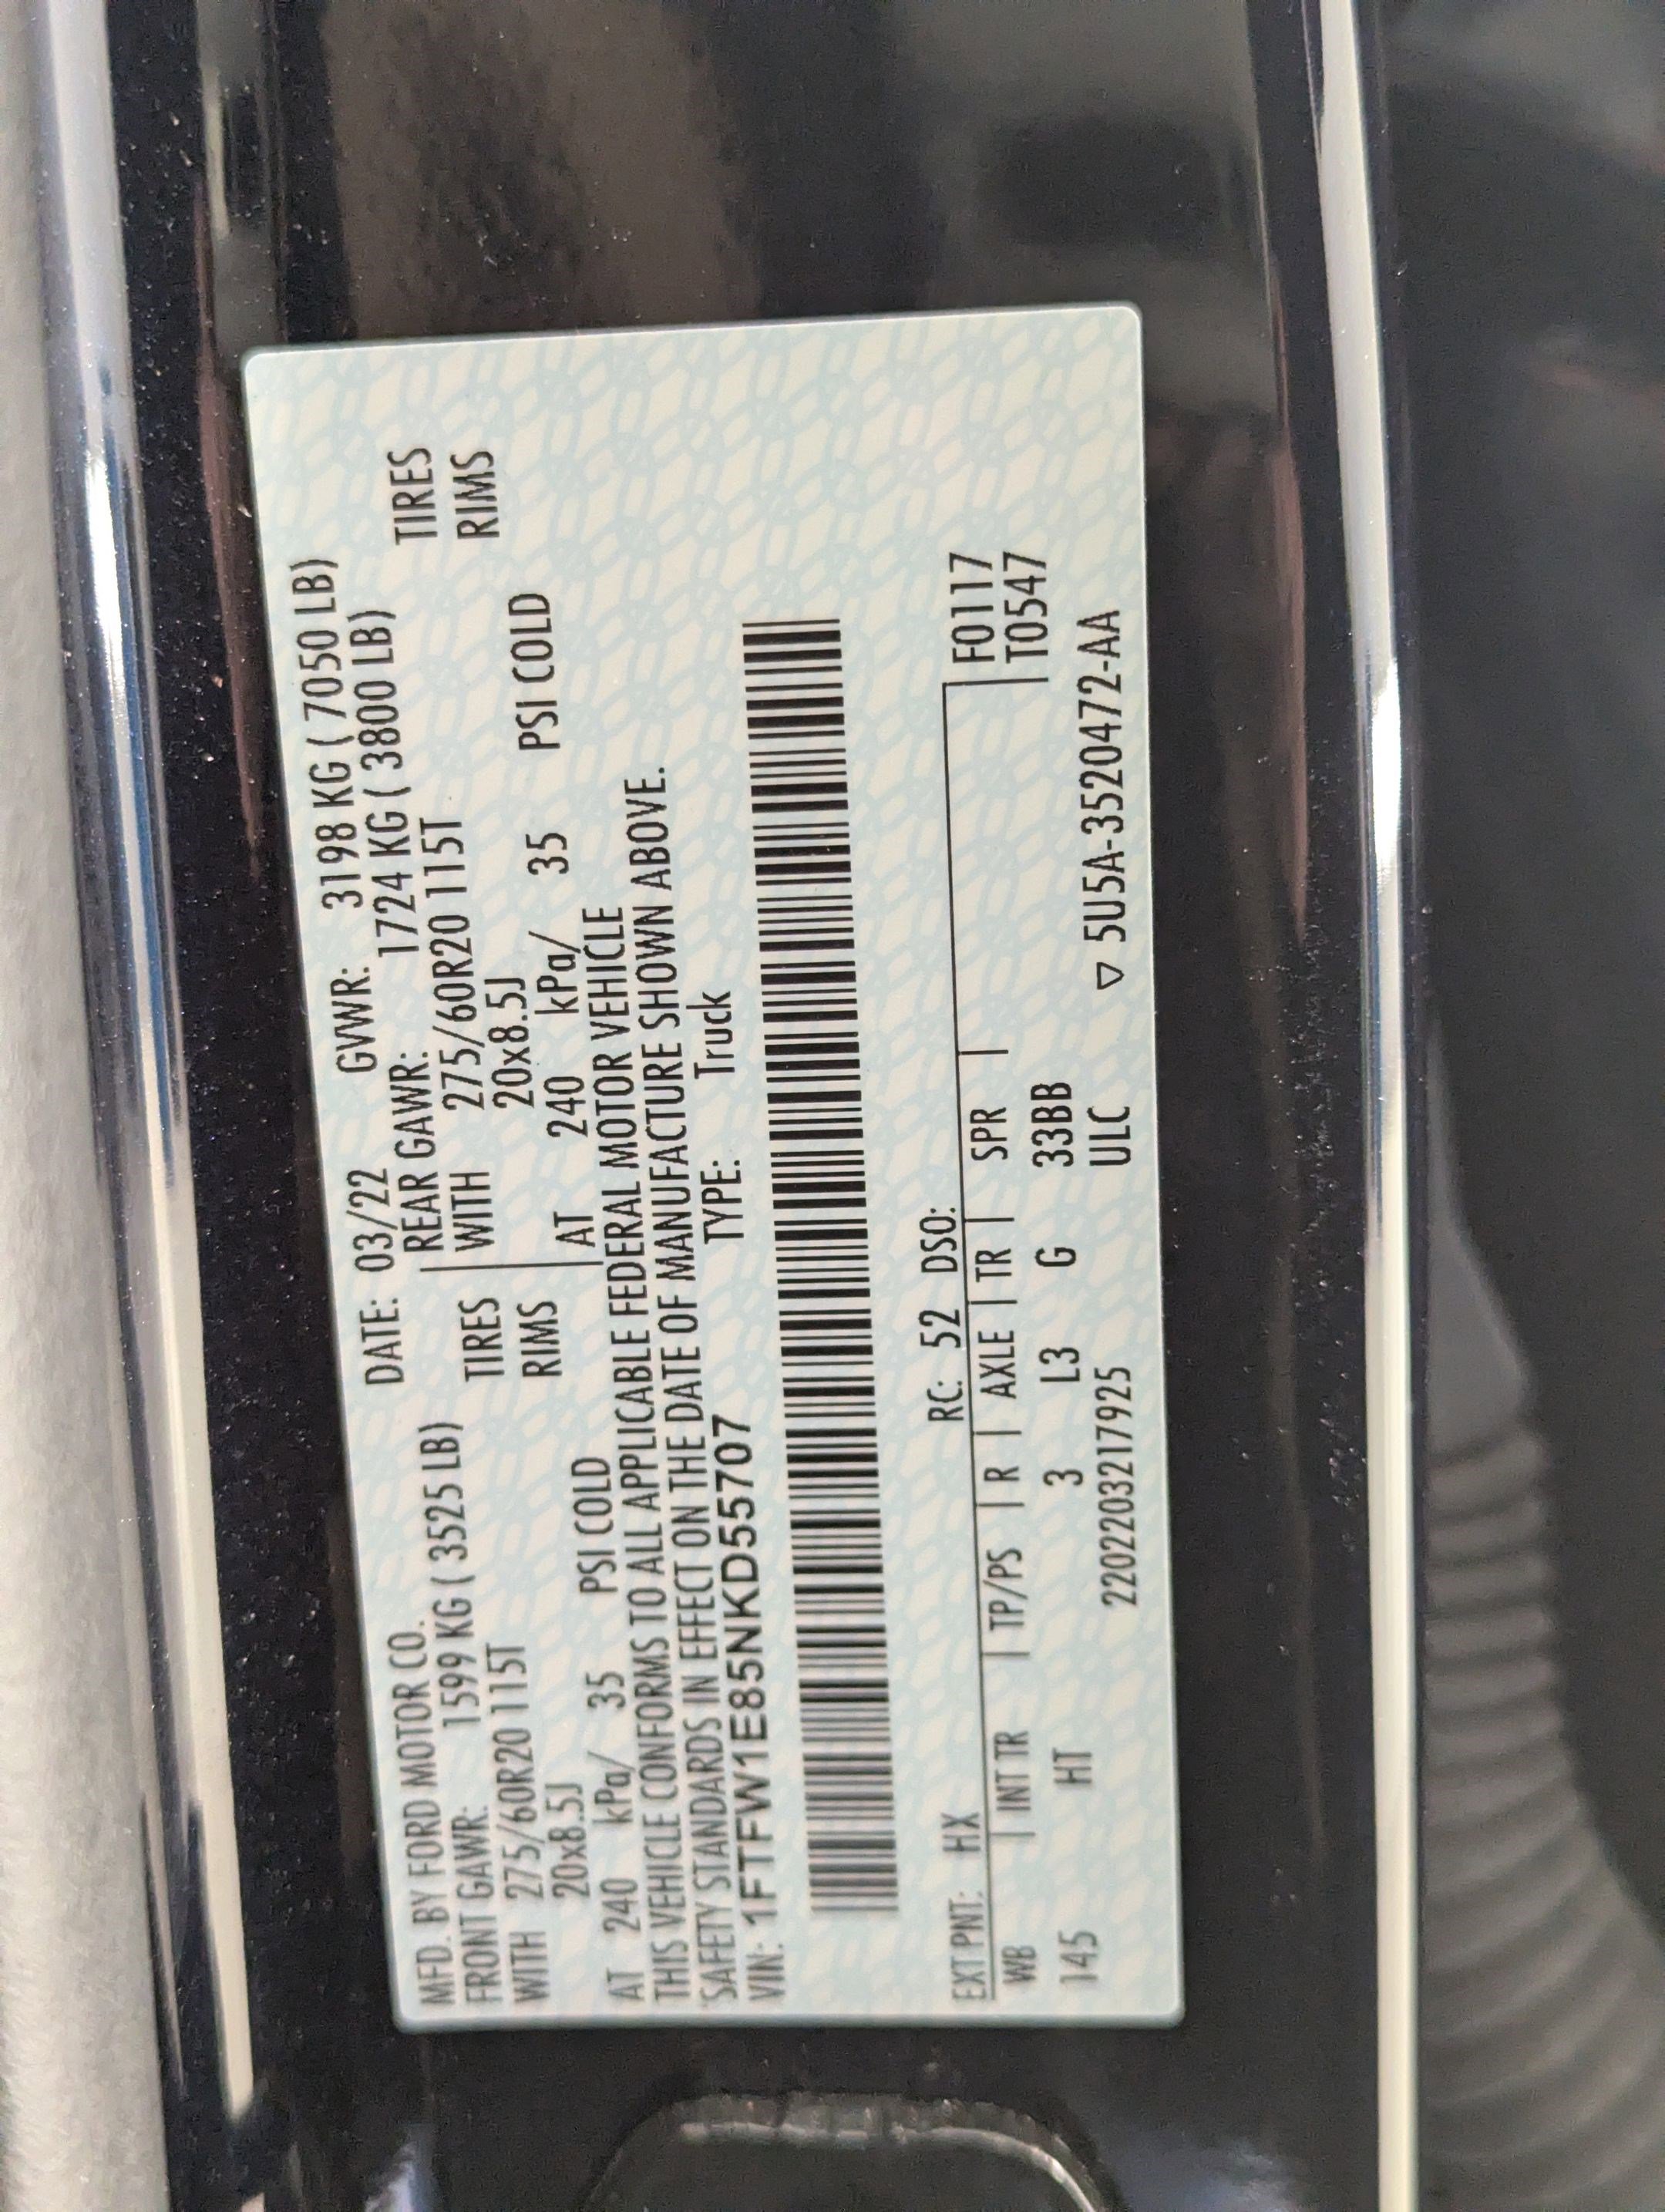 MFD. BY FORD MOTOR CO. DATE: 03/22 GVWR: 3198 KG ( 7050 LB)
FRONT GAWR: 1599 KG ( 3525 LB) REAR GAWR: 1724 KG ( 3800 LB)
WITH 275/60R20 115T TIRES WITH 275/60R20 115T TIRES
20x8.5J RIMS 20x8.5J RIMS
AT 240 kPa/ 35 PSI COLD AT 240 kPa/ 35 PSI COLD
THIS VEHICLE CONFORMS TO ALL APPLICABLE FEDERAL MOTOR VEHICLE
SAFETY STANDARDS IN EFFECT ON THE DATE OF MANUFACTURE SHOWN ABOVE.
VIN: 1FTFW1E85NKD55707 TYPE: Truck
EXT PNT: HX RC: 52 DSO:
WB | INT TR | TP/PS | R | AXLE | TR | SPR | F0117
145 HT 3 L3 G 33BB T0547
220220321 7925 ULC ▽ 5U5A-3520472-AA